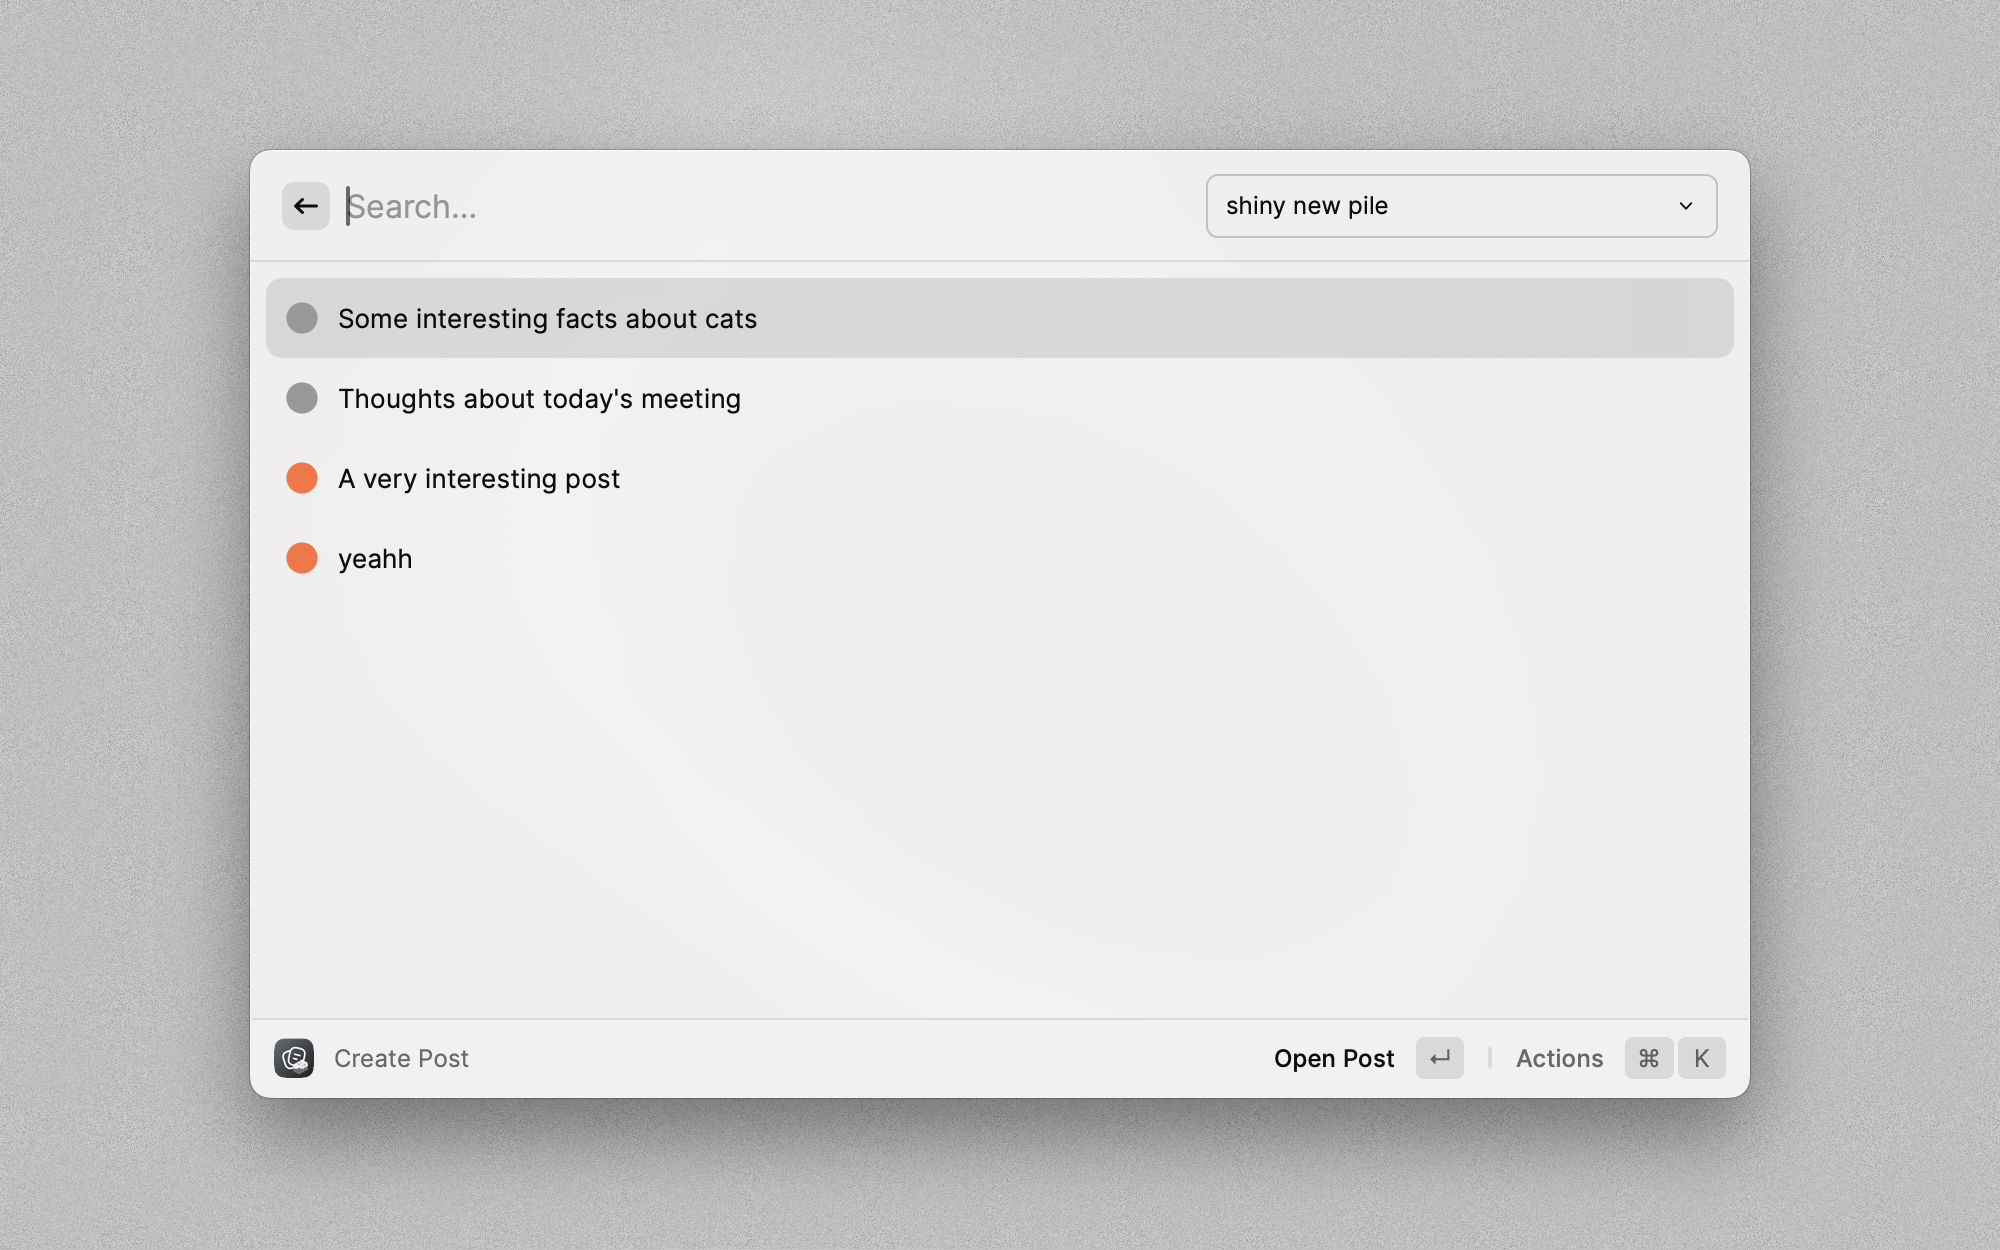 Search...
shiny new pile
Some interesting facts about cats
Thoughts about today's meeting
A very interesting post
yeahh
Create Post
Open Post ↵
Actions ⌘ K